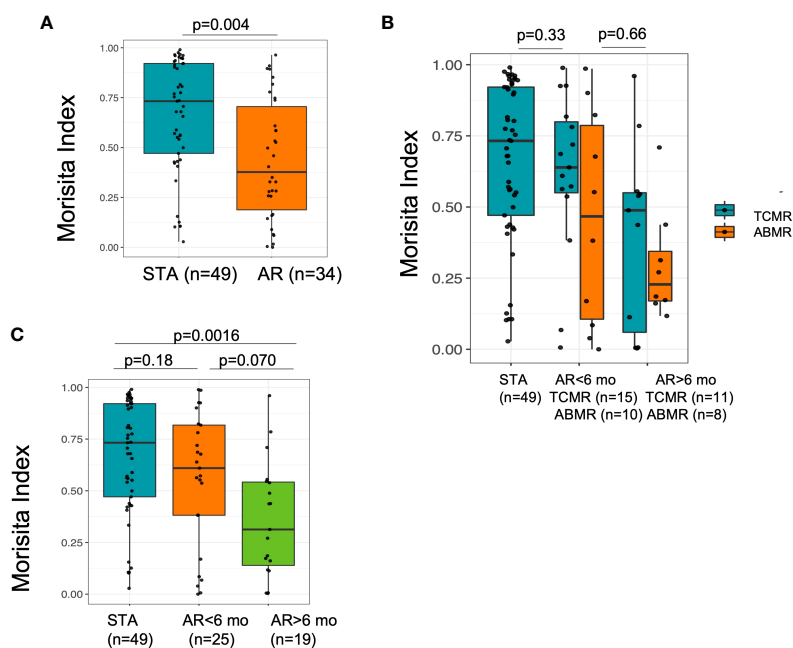 A
p=0.004
Morisita Index
1.00
0.75
0.50
0.25
0.00
STA (n=49) AR (n=34)
B
p=0.33 p=0.66
Morisita Index
1.00
0.75
0.50
0.25
0.00
TCMR
ABMR
STA AR<6 mo AR>6 mo
(n=49) TCMR (n=15) TCMR (n=11)
ABMR (n=10) ABMR (n=8)
C
p=0.0016
p=0.18 p=0.070
Morisita Index
1.00
0.75
0.50
0.25
0.00
STA AR<6 mo AR>6 mo
(n=49) (n=25) (n=19)